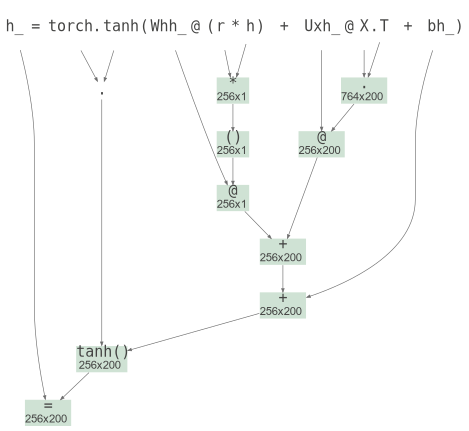 h_ = torch.tanh(Whh_@ (r * h) + Uxh_@ X.T + bh_)
*
256x1
.
764x200
.
()
256x1
@
256x200
@
256x1
+
256x200
+
256x200
tanh()
256x200
=
256x200